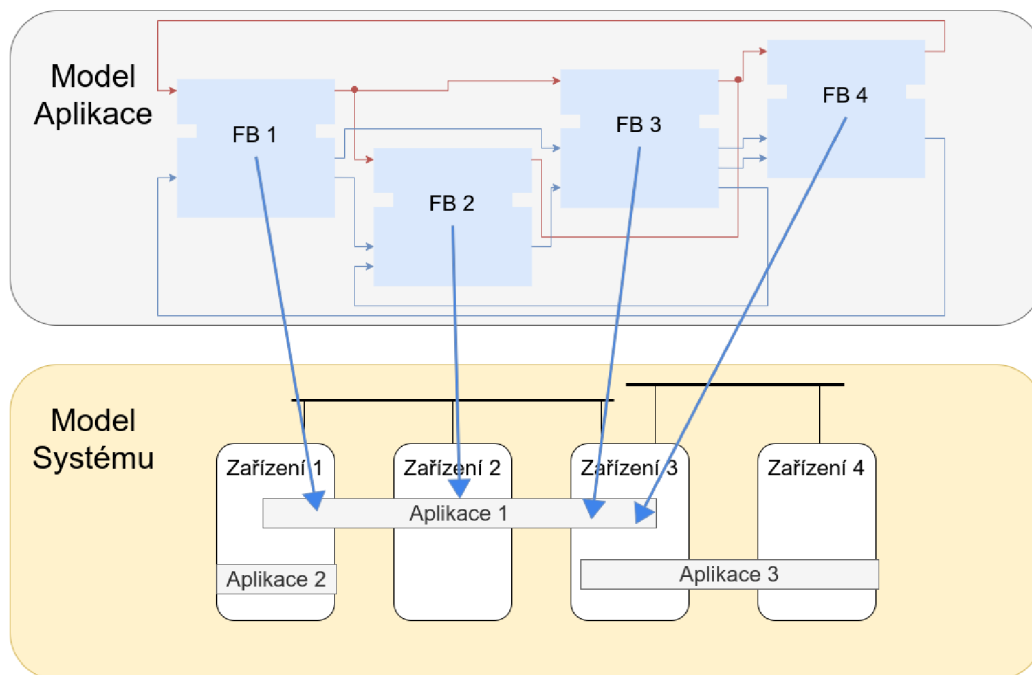 Model
Aplikace
FB 1
FB 2
FB 3
FB 4
Model
Systému
Zařízení 1
Zařízení 2
Zařízení 3
Zařízení 4
Aplikace 1
Aplikace 2
Aplikace 3